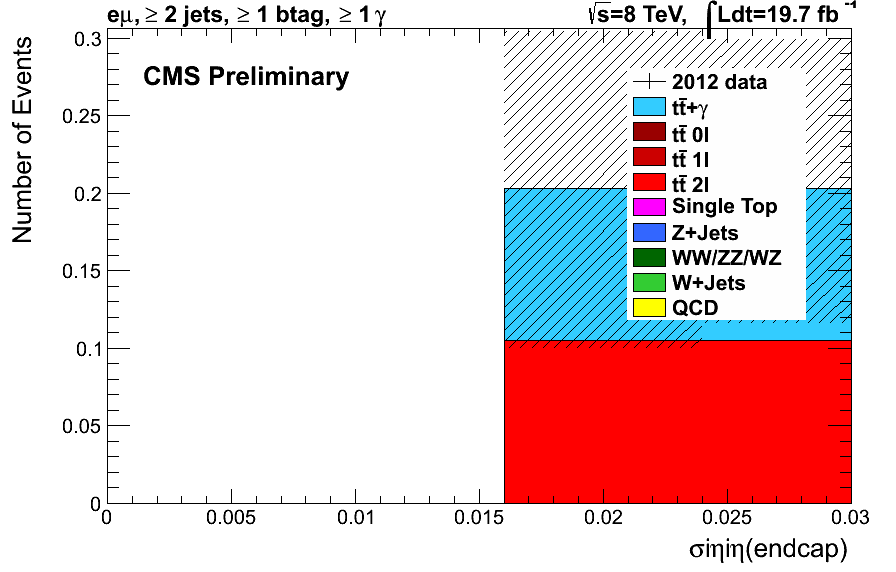 eμ, ≥ 2 jets, ≥ 1 btag, ≥ 1 γ
√s=8 TeV, ∫Ldt=19.7 fb⁻¹
CMS Preliminary
Number of Events
0.3
0.25
0.2
0.15
0.1
0.05
0
2012 data
tt̄+γ
tt̄ 0l
tt̄ 1l
tt̄ 2l
Single Top
Z+Jets
WW/ZZ/WZ
W+Jets
QCD
0 0.005 0.01 0.015 0.02 0.025 0.03
σiηiη(endcap)